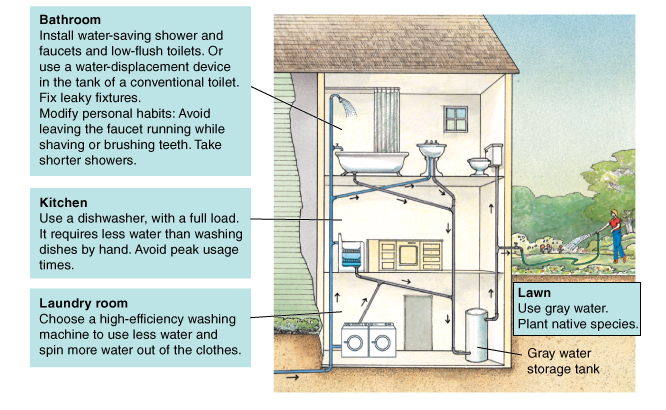 Bathroom
Install water-saving shower and
faucets and low-flush toilets. Or
use a water-displacement device
in the tank of a conventional toilet.
Fix leaky fixtures.
Modify personal habits: Avoid
leaving the faucet running while
shaving or brushing teeth. Take
shorter showers.
Kitchen
Use a dishwasher, with a full load.
It requires less water than washing
dishes by hand. Avoid peak usage
times.
Laundry room
Choose a high-efficiency washing
machine to use less water and
spin more water out of the clothes.
Lawn
Use gray water.
Plant native species.
Gray water
storage tank